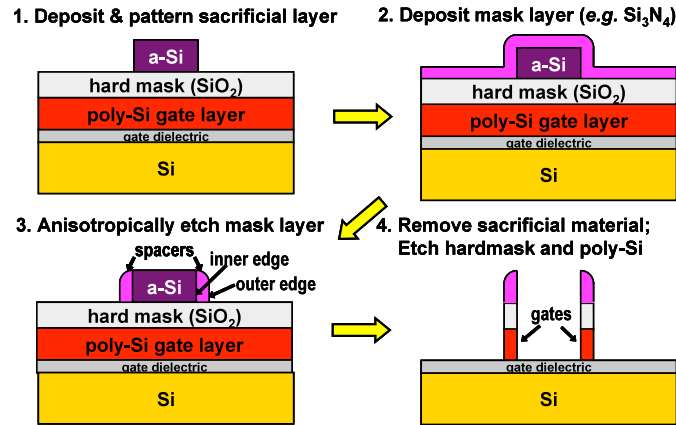 1. Deposit & pattern sacrificial layer
a-Si
hard mask (SiO₂)
poly-Si gate layer
gate dielectric
Si
2. Deposit mask layer (e.g. Si₃N₄)
a-Si
hard mask (SiO₂)
poly-Si gate layer
gate dielectric
Si
3. Anisotropically etch mask layer
spacers
inner edge
outer edge
a-Si
hard mask (SiO₂)
poly-Si gate layer
gate dielectric
Si
4. Remove sacrificial material;
Etch hardmask and poly-Si
gates
gate dielectric
Si